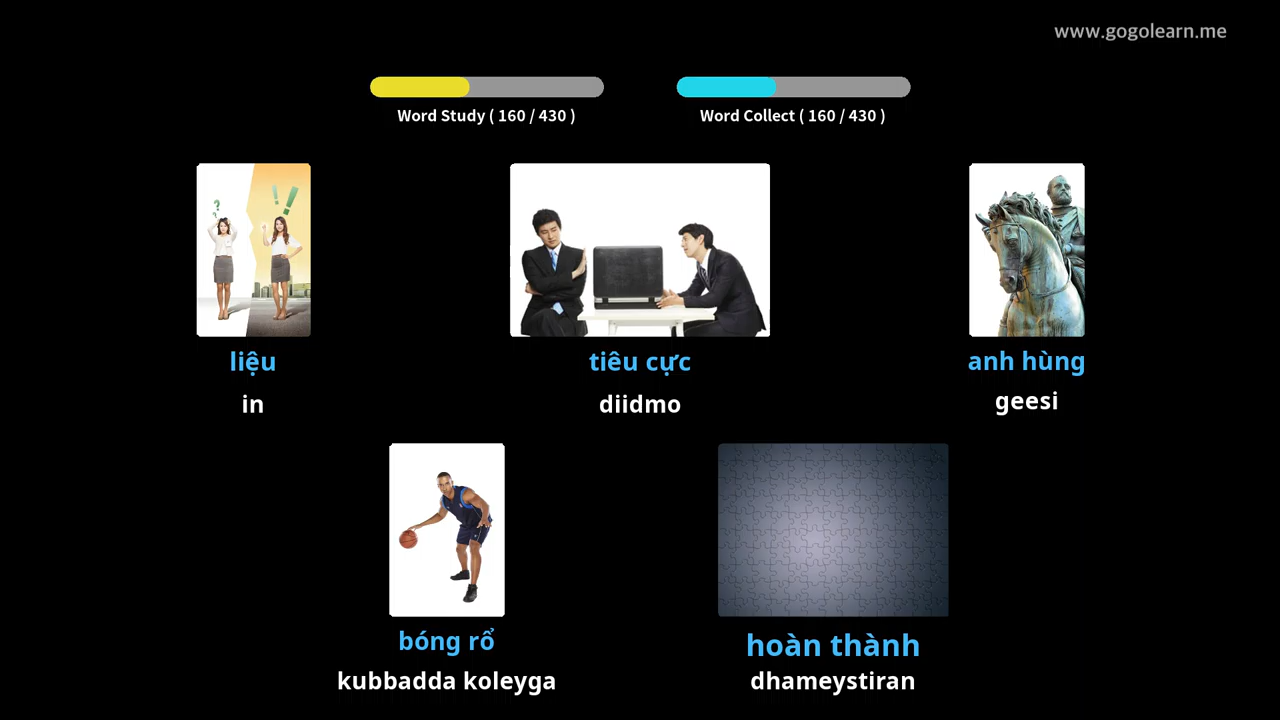 www.gogolearn.me
Word Study ( 160 / 430 )
Word Collect ( 160 / 430 )
liệu
in
tiêu cực
diidmo
anh hùng
geesi
bóng rổ
kubbadda koleyga
hoàn thành
dhameystiran